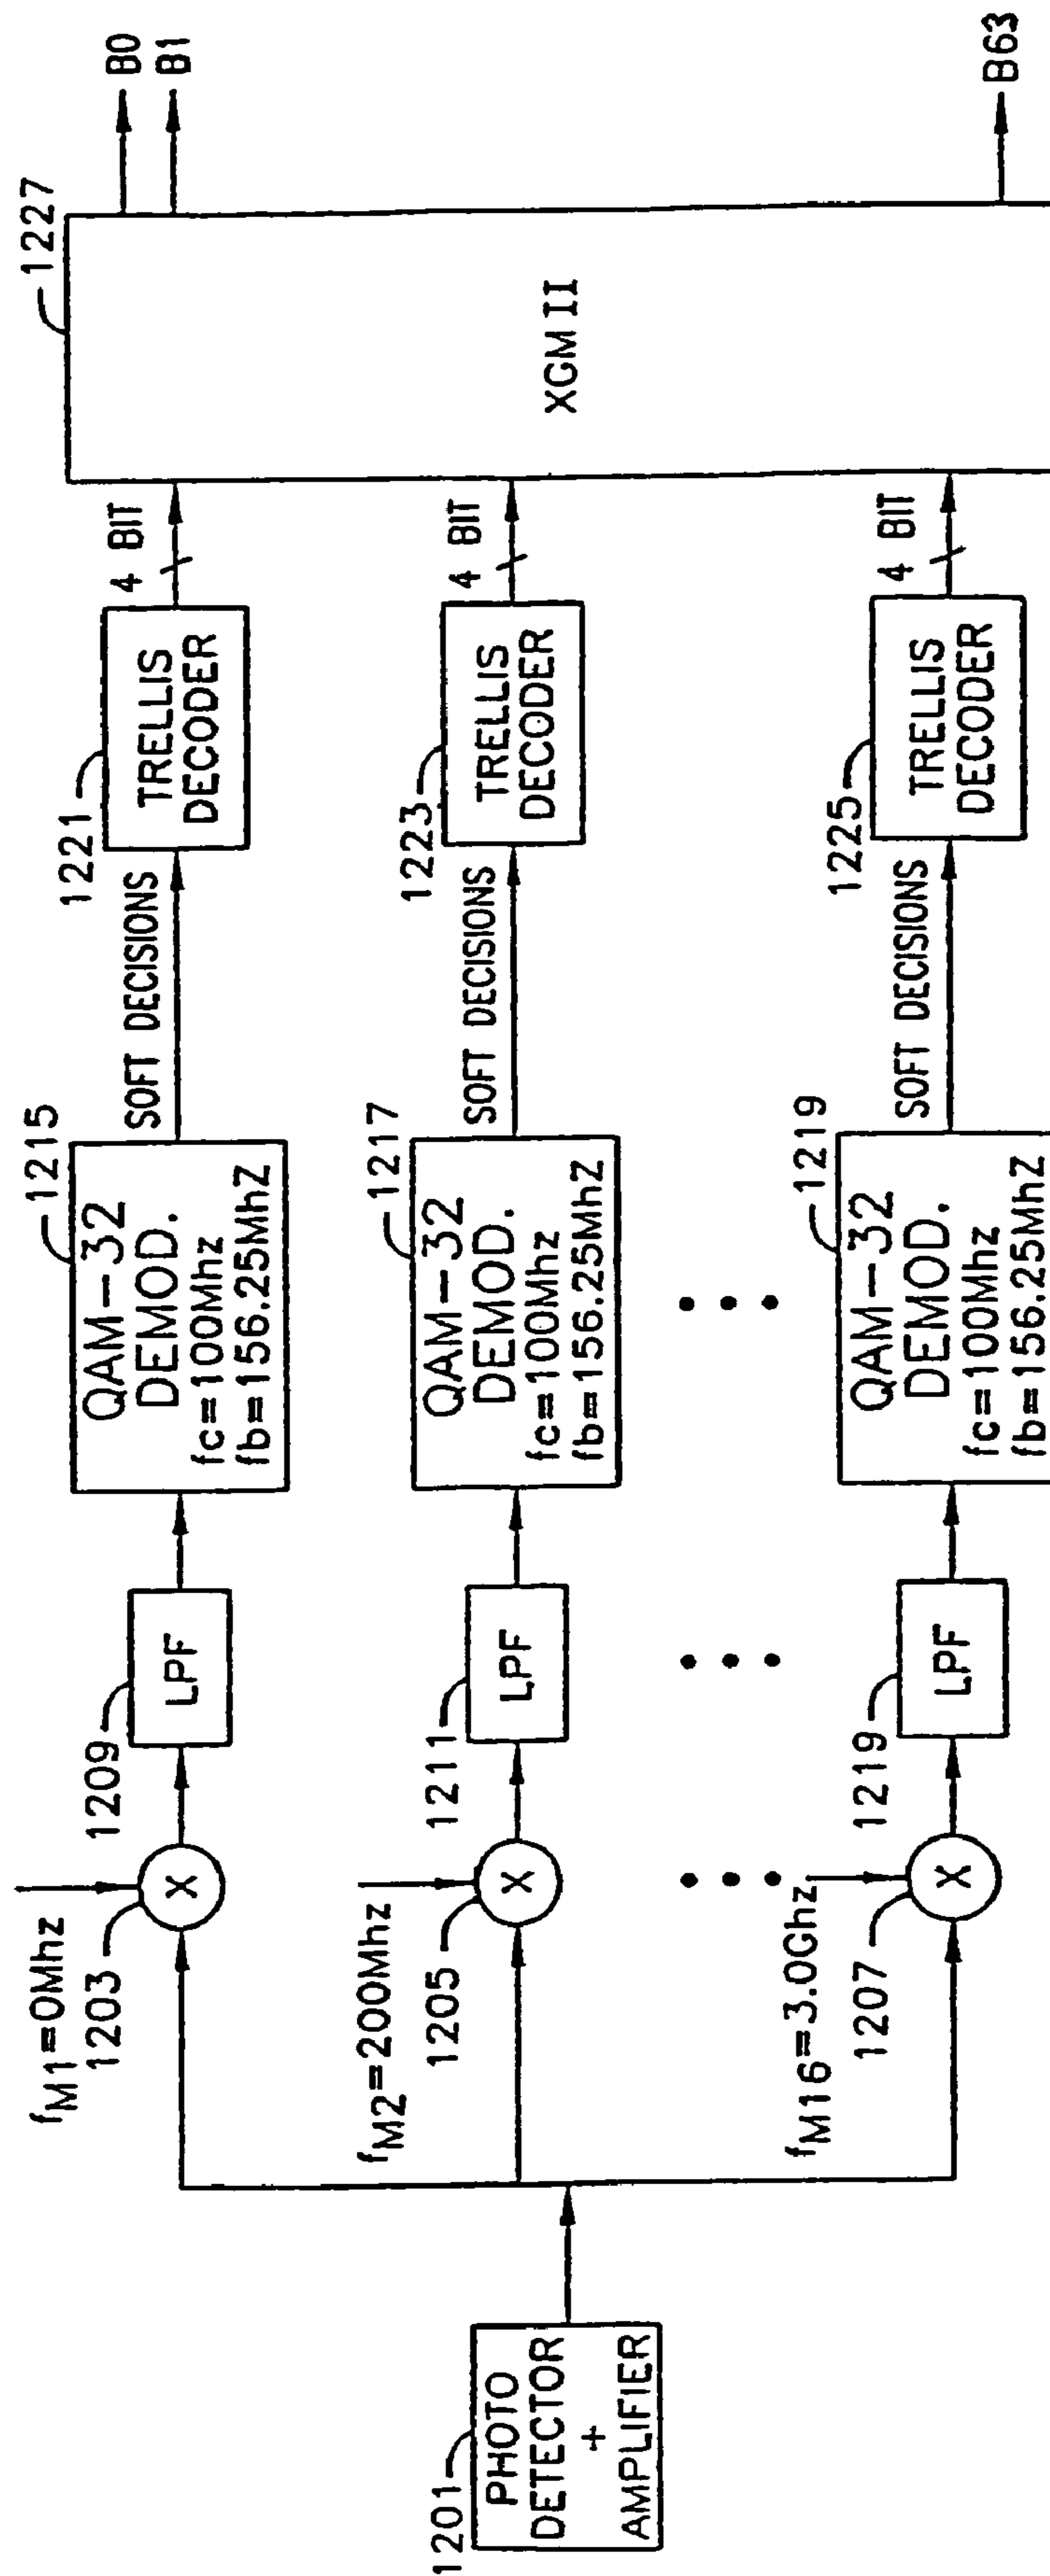 1201
PHOTO
DETECTOR
+
AMPLIFIER
fM1=0Mhz
1203
X
1209
LPF
1215
QAM-32
DEMOD.
fc=100Mhz
fb=156.25MhZ
SOFT DECISIONS
1221
TRELLIS
DECODER
4 BIT
fM2=200Mhz
1205
X
1211
LPF
1217
QAM-32
DEMOD.
fc=100Mhz
fb=156.25MhZ
SOFT DECISIONS
1223
TRELLIS
DECODER
4 BIT
fM16=3.0Ghz
1207
X
1219
LPF
1219
QAM-32
DEMOD.
fc=100Mhz
fb=156.25MhZ
SOFT DECISIONS
1225
TRELLIS
DECODER
4 BIT
1227
XGM II
B0
B1
B63